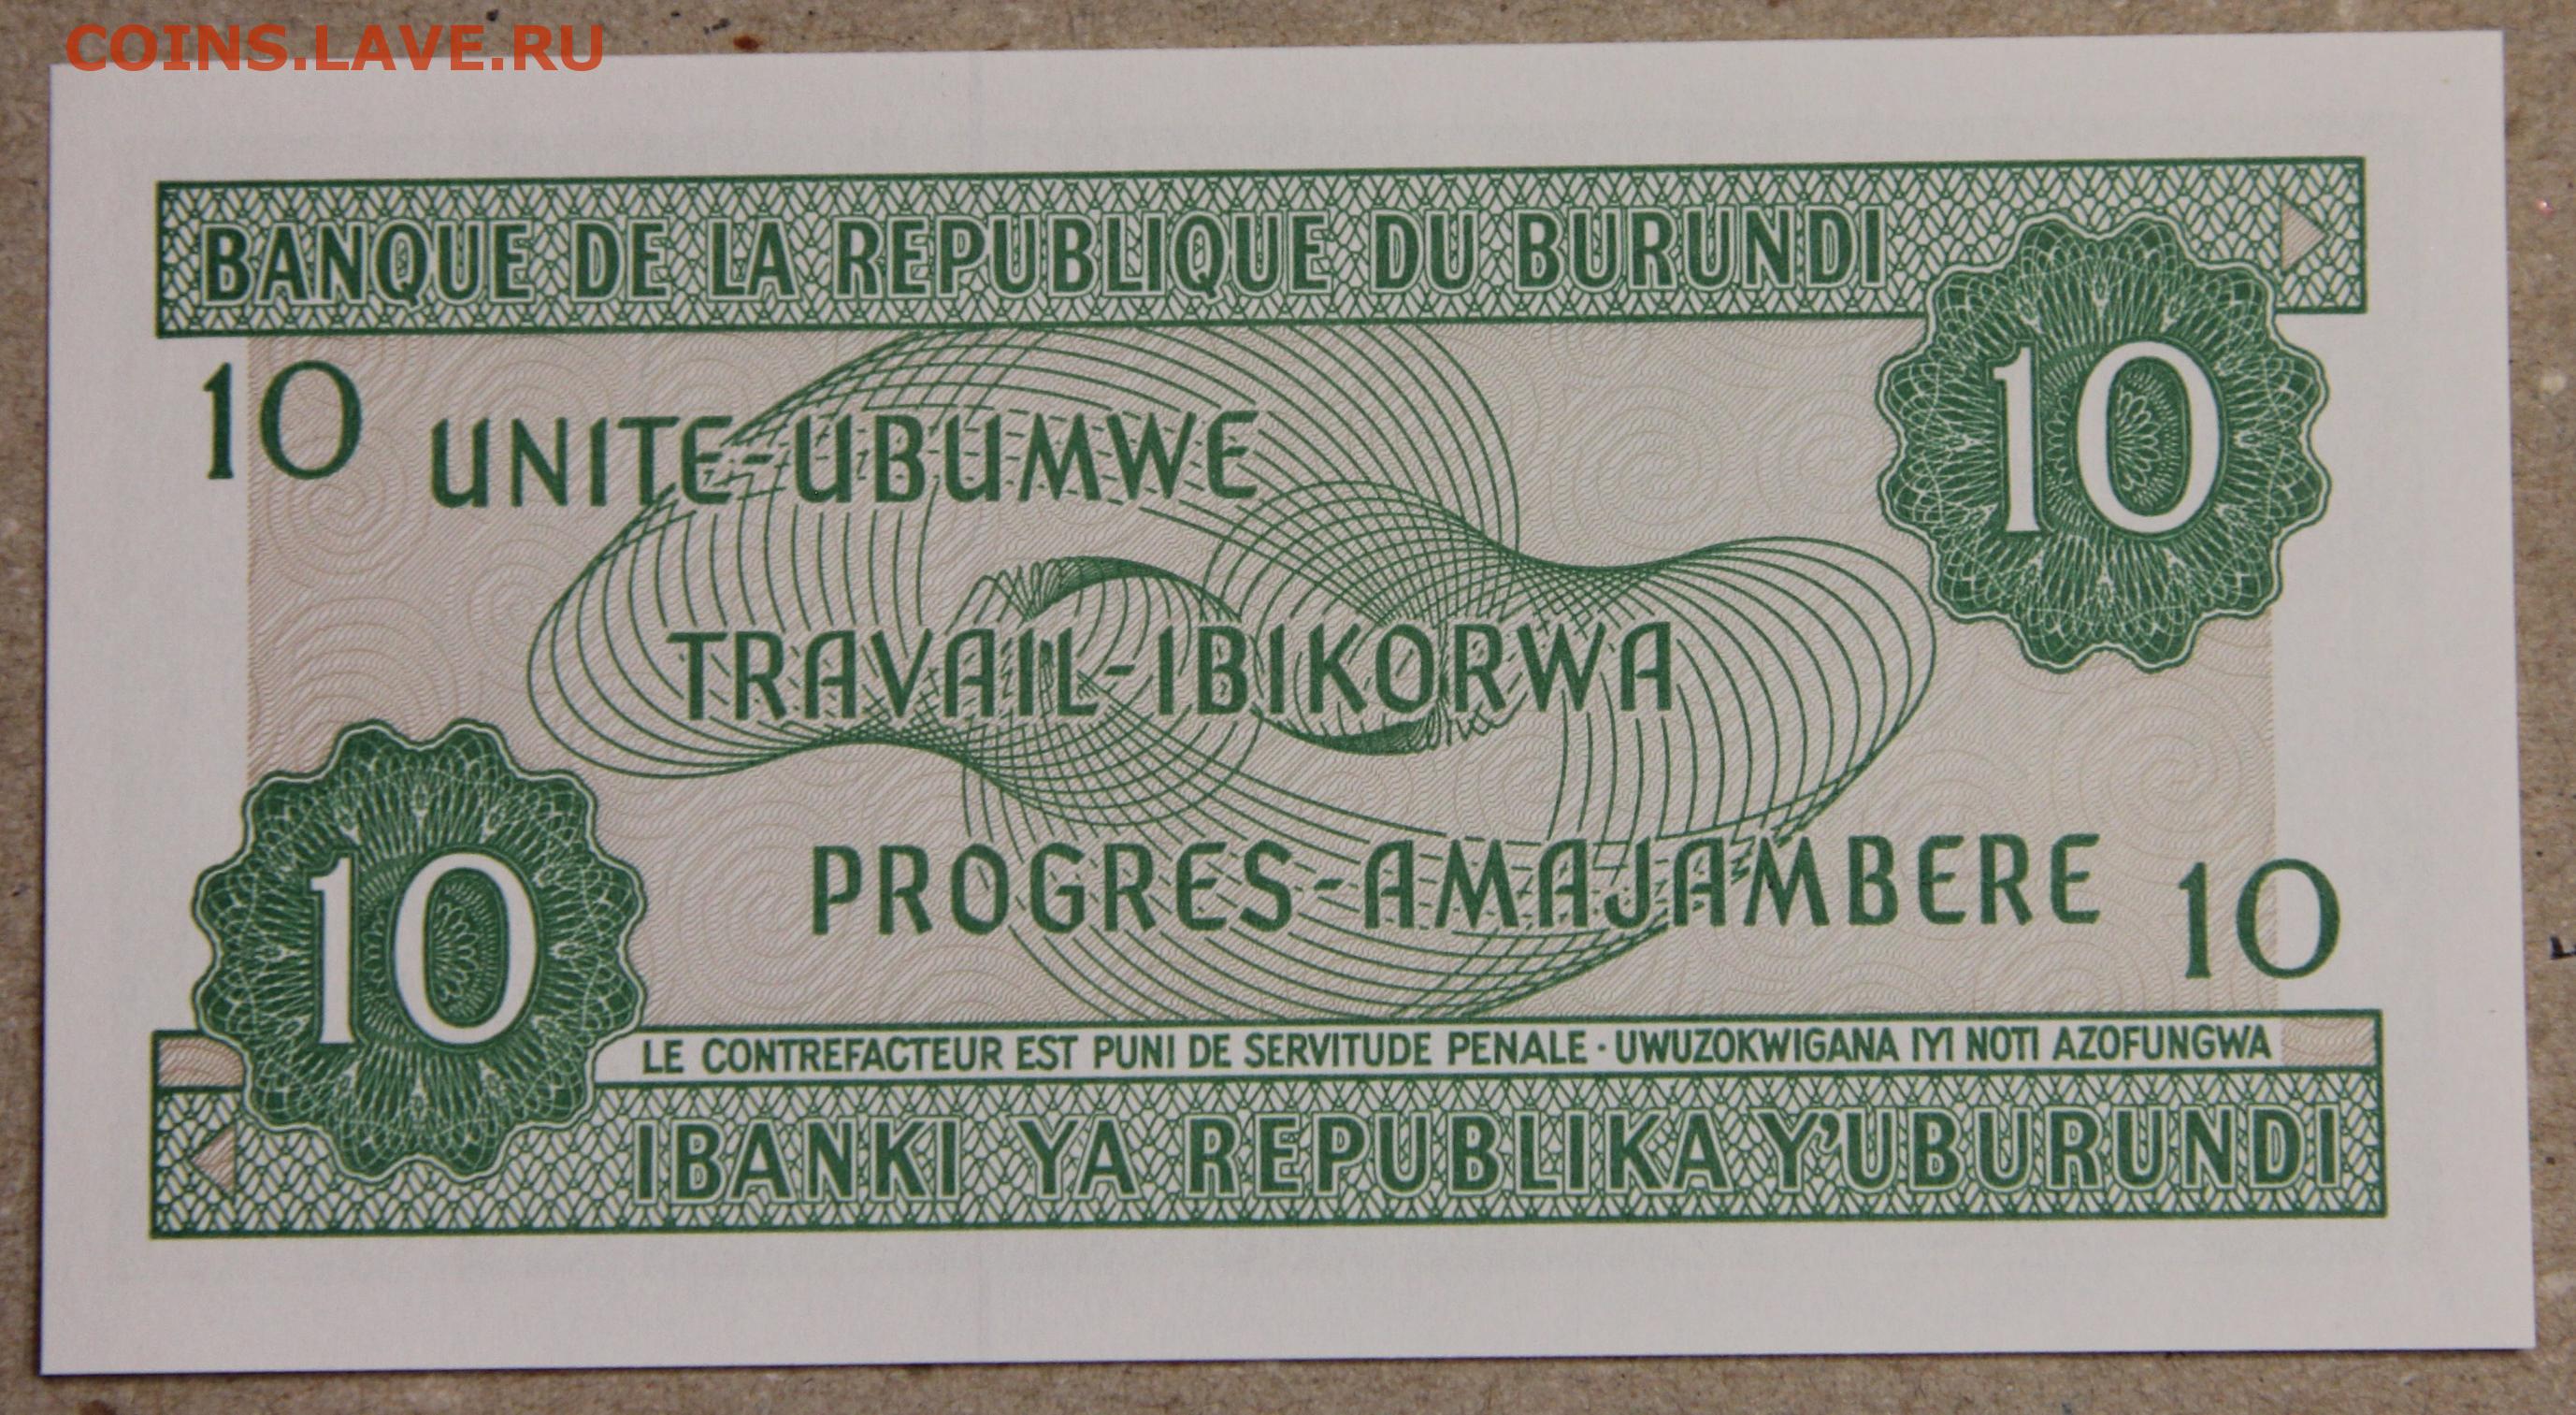 COINS.LAVE.RU
BANQUE DE LA REPUBLIQUE DU BURUNDI
10
10
UNITE-UBUMWE
TRAVAIL-IBIKORWA
PROGRES-AMAJAMBERE
10
10
LE CONTREFACTEUR EST PUNI DE SERVITUDE PENALE · UWUZOKWIGANA IYI NOTI AZOFUNGWA
IBANKI YA REPUBLIKA Y'UBURUNDI